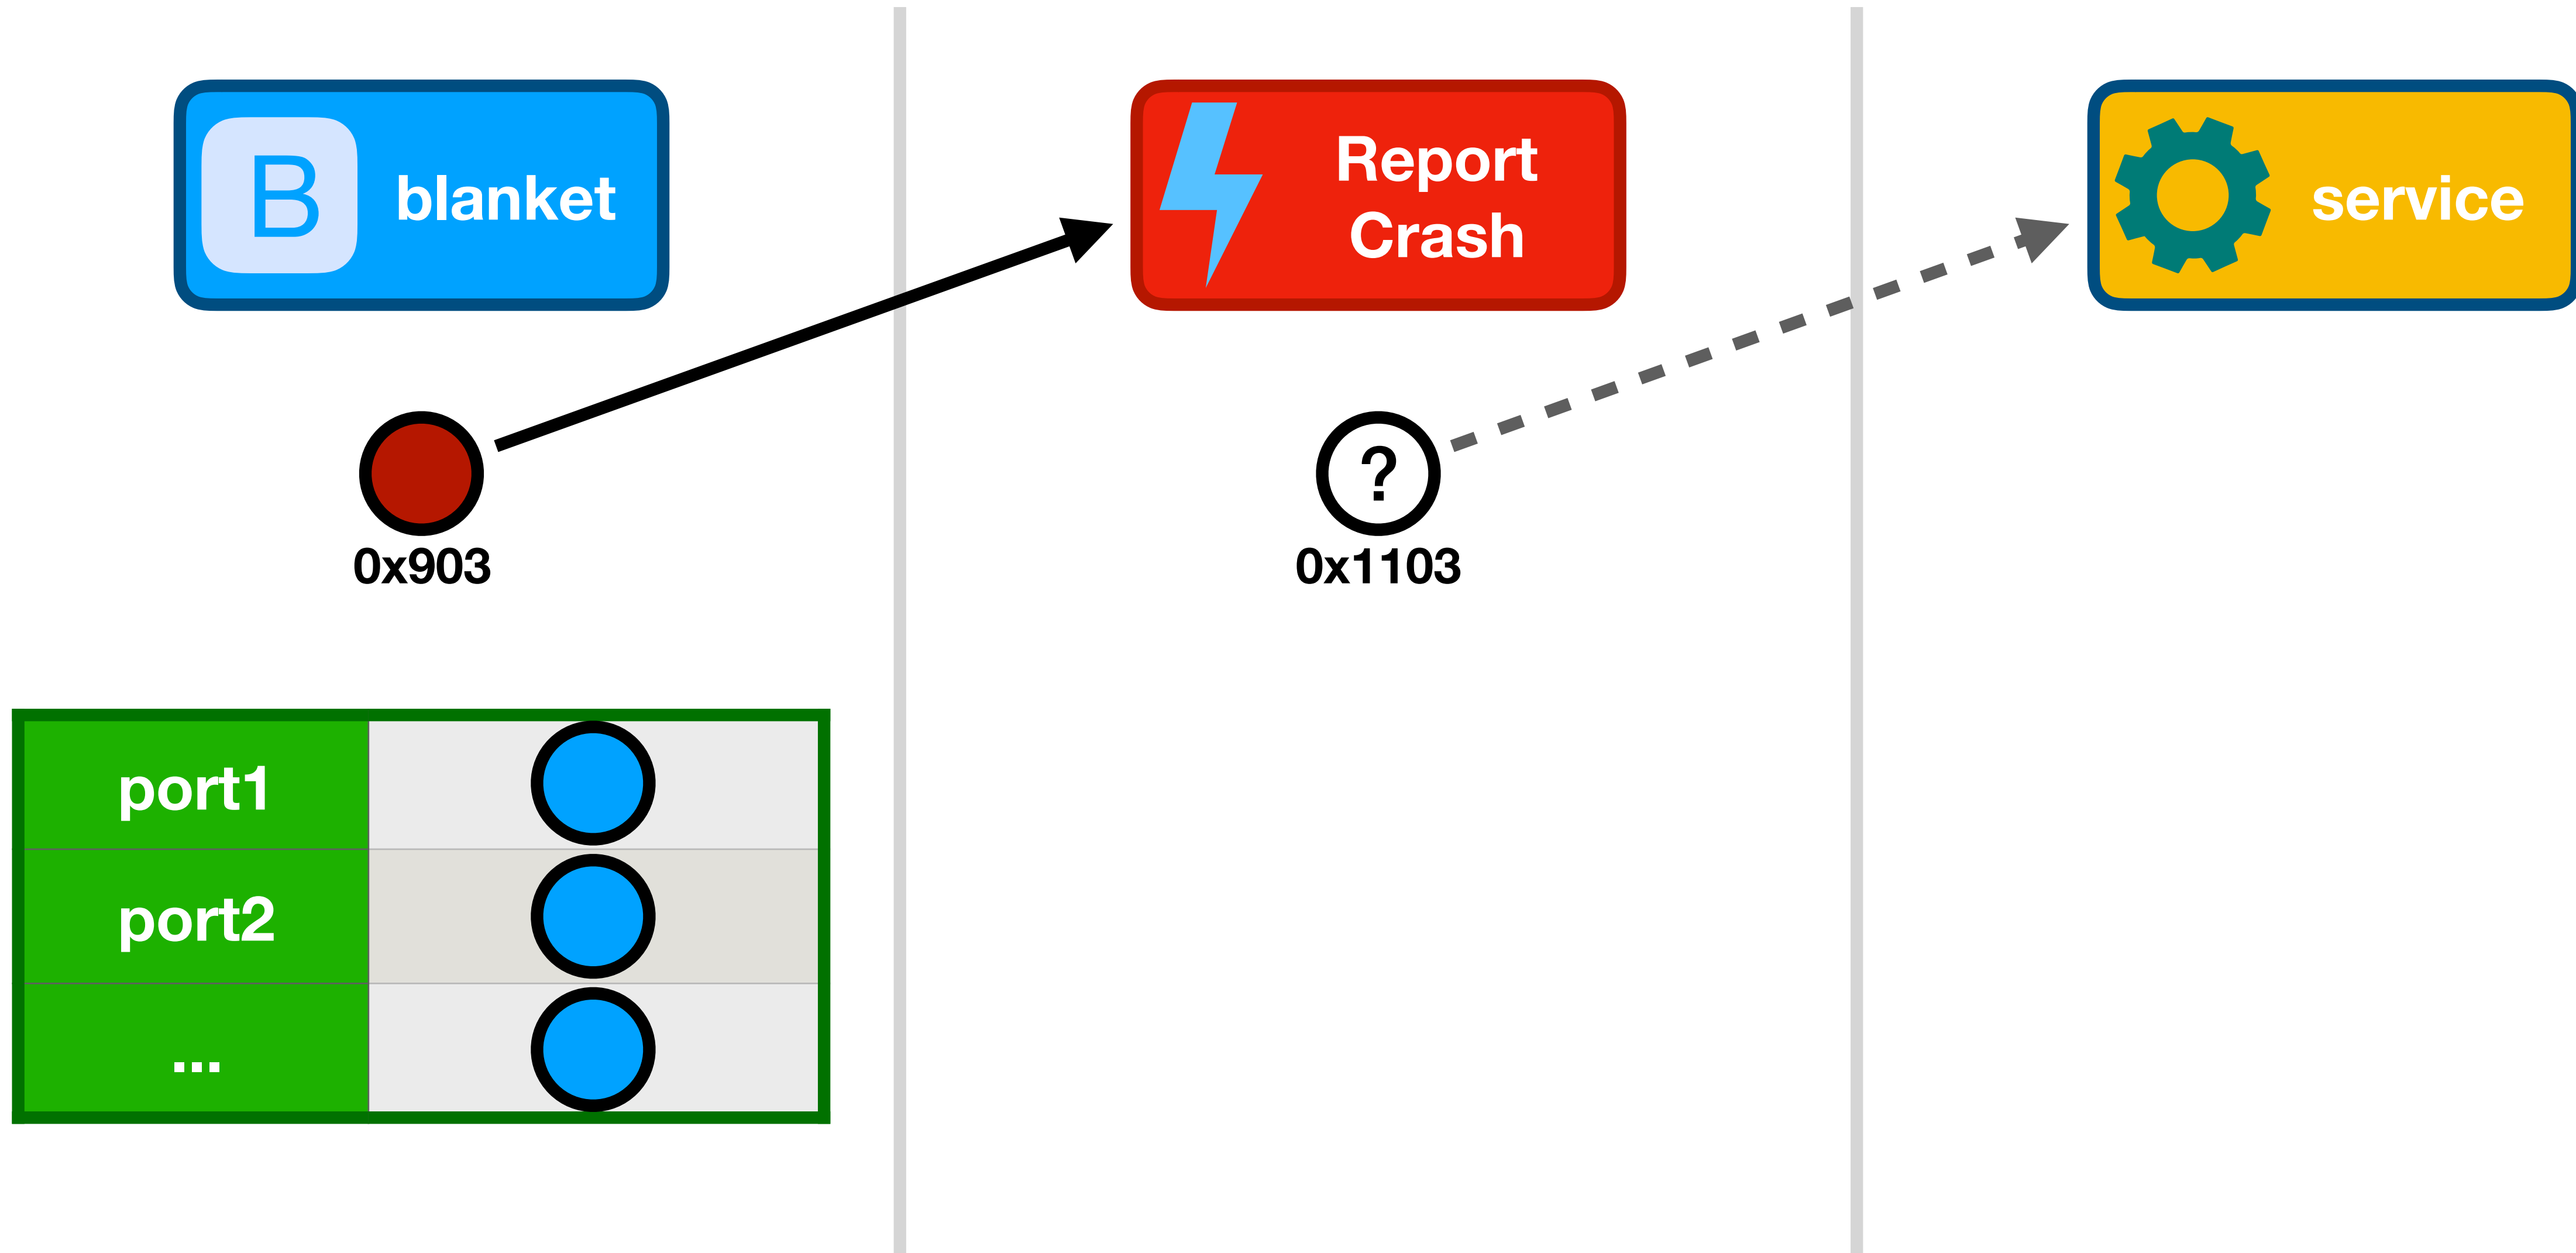 B
blanket
Report
Crash
service
?
0x903
0x1103
port1
port2
...